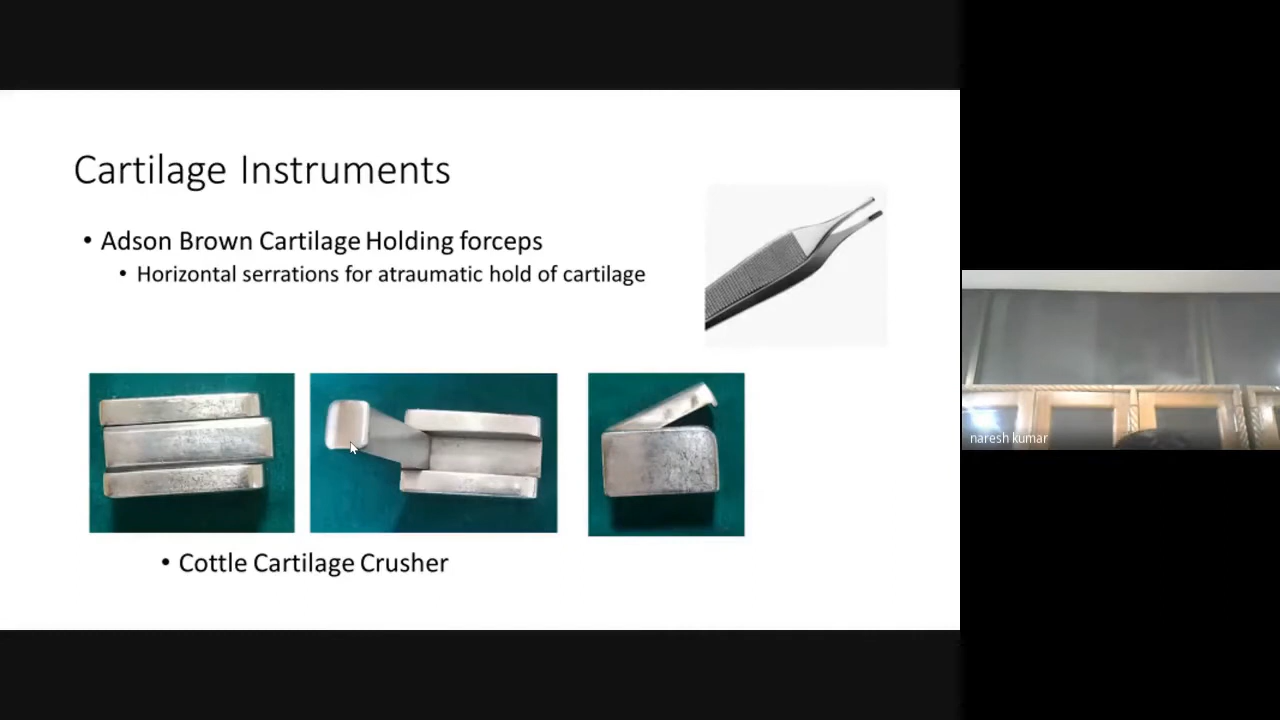 Cartilage Instruments
• Adson Brown Cartilage Holding forceps
• Horizontal serrations for atraumatic hold of cartilage
• Cottle Cartilage Crusher
naresh kumar